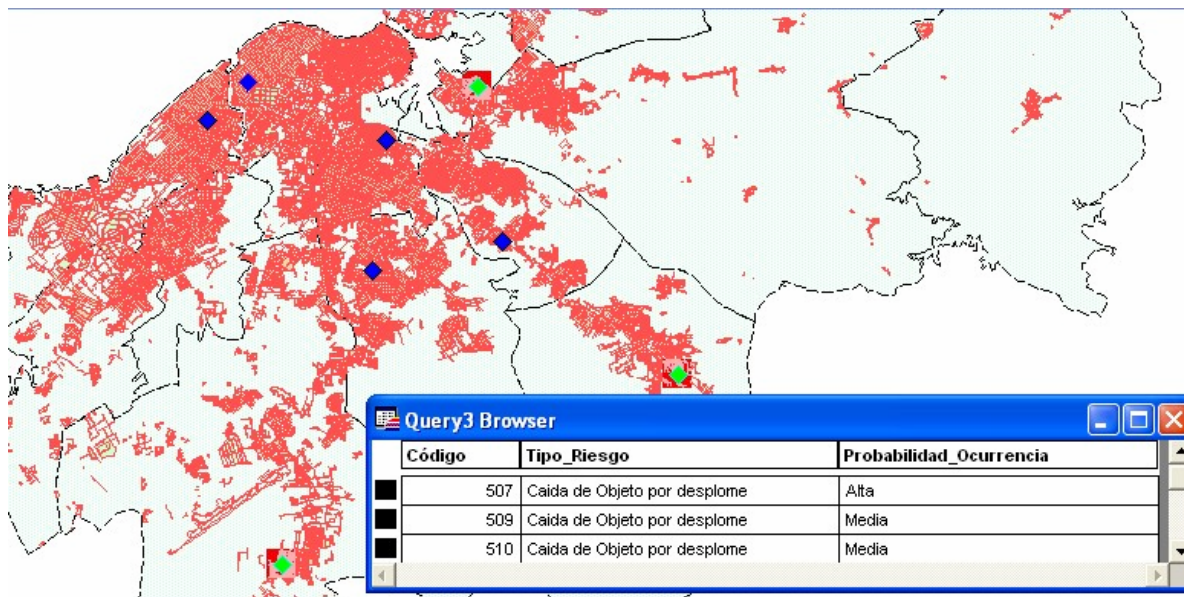 Query3 Browser
Código Tipo_Riesgo Probabilidad_Ocurrencia
507 Caida de Objeto por desplome Alta
509 Caida de Objeto por desplome Media
510 Caida de Objeto por desplome Media